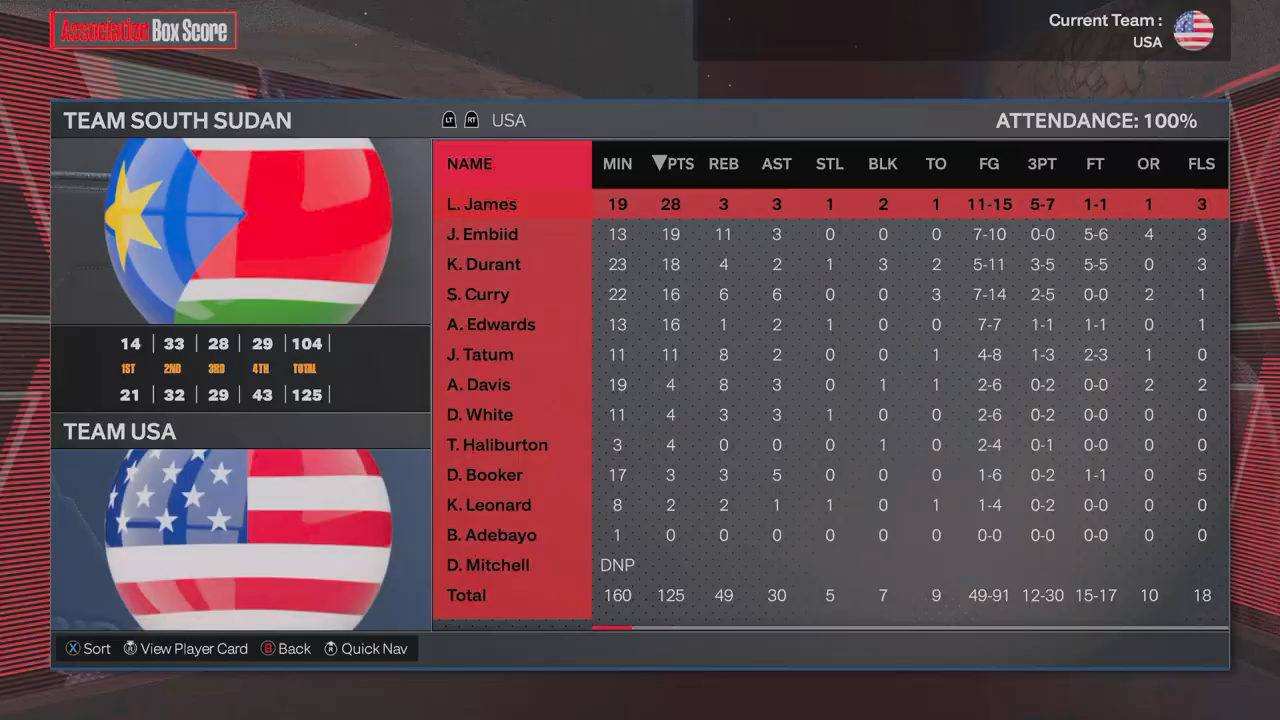 Association Box Score
Current Team :
USA
TEAM SOUTH SUDAN
14 | 33 | 28 | 29 | 104 |
1ST 2ND 3RD 4TH TOTAL
21 | 32 | 29 | 43 | 125 |
TEAM USA
LT RT USA ATTENDANCE: 100%
NAME MIN ▼PTS REB AST STL BLK TO FG 3PT FT OR FLS
L. James 19 28 3 3 1 2 1 11-15 5-7 1-1 1 3
J. Embiid 13 19 11 3 0 0 0 7-10 0-0 5-6 4 3
K. Durant 23 18 4 2 1 3 2 5-11 3-5 5-5 0 3
S. Curry 22 16 6 6 0 0 3 7-14 2-5 0-0 2 1
A. Edwards 13 16 1 2 1 0 0 7-7 1-1 1-1 0 1
J. Tatum 11 11 8 2 0 0 1 4-8 1-3 2-3 1 0
A. Davis 19 4 8 3 0 1 1 2-6 0-2 0-0 2 2
D. White 11 4 3 3 1 0 0 2-6 0-2 0-0 0 0
T. Haliburton 3 4 0 0 0 1 0 2-4 0-1 0-0 0 0
D. Booker 17 3 3 5 0 0 0 1-6 0-2 1-1 0 5
K. Leonard 8 2 2 1 1 0 1 1-4 0-2 0-0 0 0
B. Adebayo 1 0 0 0 0 0 0 0-0 0-0 0-0 0 0
D. Mitchell DNP
Total 160 125 49 30 5 7 9 49-91 12-30 15-17 10 18
X Sort R View Player Card B Back R Quick Nav